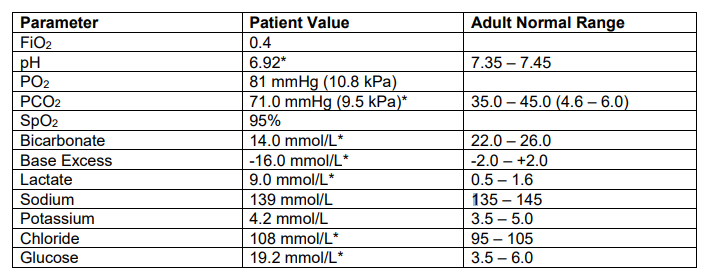 Parameter Patient Value Adult Normal Range
FiO₂ 0.4
pH 6.92* 7.35 – 7.45
PO₂ 81 mmHg (10.8 kPa)
PCO₂ 71.0 mmHg (9.5 kPa)* 35.0 – 45.0 (4.6 – 6.0)
SpO₂ 95%
Bicarbonate 14.0 mmol/L* 22.0 – 26.0
Base Excess -16.0 mmol/L* -2.0 – +2.0
Lactate 9.0 mmol/L* 0.5 – 1.6
Sodium 139 mmol/L 135 – 145
Potassium 4.2 mmol/L 3.5 – 5.0
Chloride 108 mmol/L* 95 – 105
Glucose 19.2 mmol/L* 3.5 – 6.0